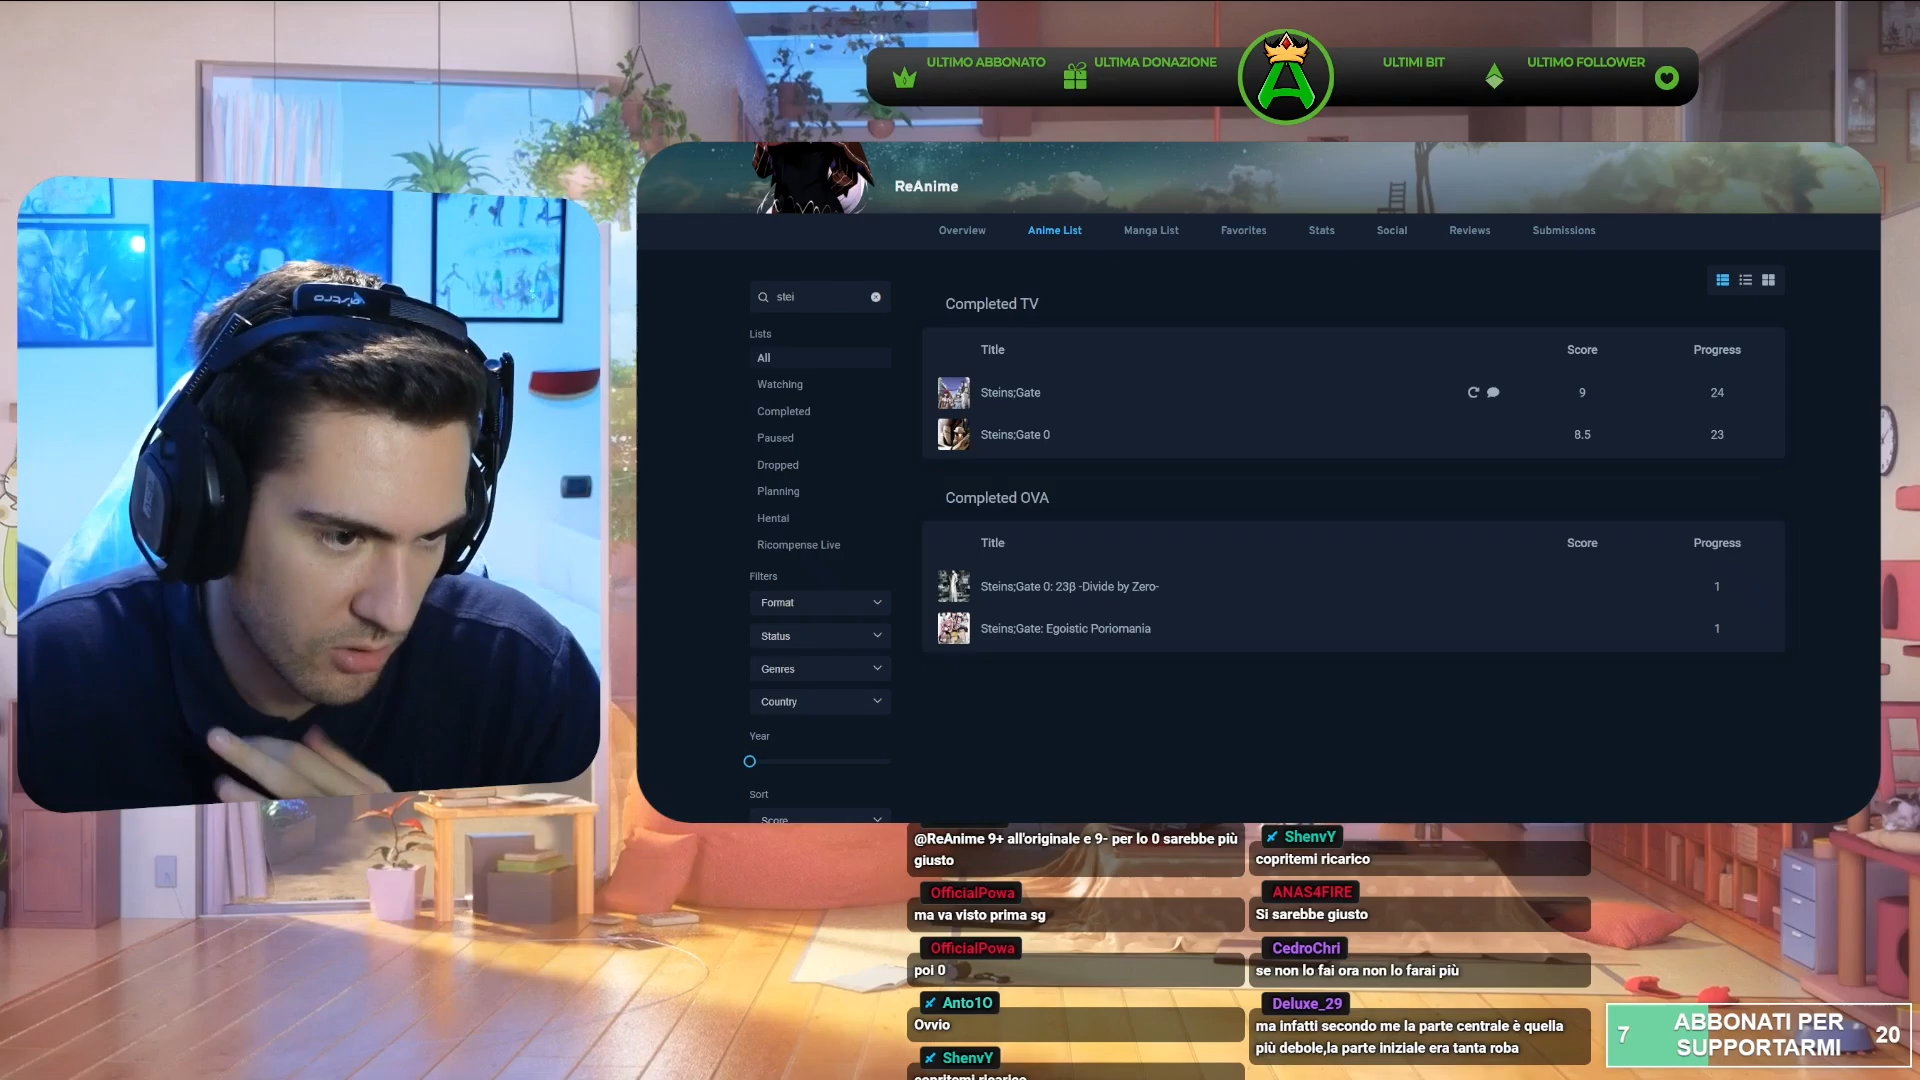 ULTIMO ABBONATO
ULTIMA DONAZIONE
ULTIMI BIT
ULTIMO FOLLOWER
ReAnime
Overview
Anime List
Manga List
Favorites
Stats
Social
Reviews
Submissions
stei
Lists
All
Watching
Completed
Paused
Dropped
Planning
Hentai
Ricompense Live
Filters
Format
Status
Genres
Country
Year
Sort
Score
Completed TV
Title Score Progress
Steins;Gate 9 24
Steins;Gate 0 8.5 23
Completed OVA
Title Score Progress
Steins;Gate 0: 23β -Divide by Zero- 1
Steins;Gate: Egoistic Poriomania 1
@ReAnime 9+ all'originale e 9- per lo 0 sarebbe più
giusto
OfficialPowa
ma va visto prima sg
OfficialPowa
poi 0
Anto1O
Ovvio
ShenvY
copritemi ricarico
ShenvY
copritemi ricarico
ANAS4FIRE
Si sarebbe giusto
CedroChri
se non lo fai ora non lo farai più
Deluxe_29
ma infatti secondo me la parte centrale è quella
più debole,la parte iniziale era tanta roba
7
ABBONATI PER
SUPPORTARMI
20